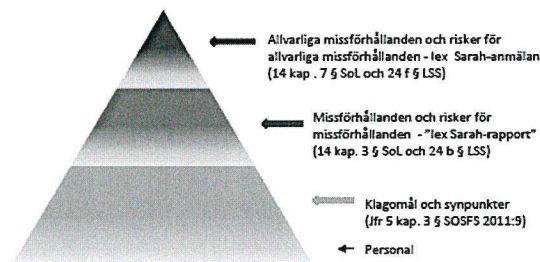 Allvarliga missförhållanden och risker för
allvarliga missförhållanden - lex Sarah-anmälan
(14 kap . 7 § SoL och 24 f § LSS)
Missförhållanden och risker för
missförhållanden - "lex Sarah-rapport"
(14 kap. 3 § SoL och 24 b § LSS)
Klagomål och synpunkter
(Jfr 5 kap. 3 § SOSFS 2011:9)
Personal